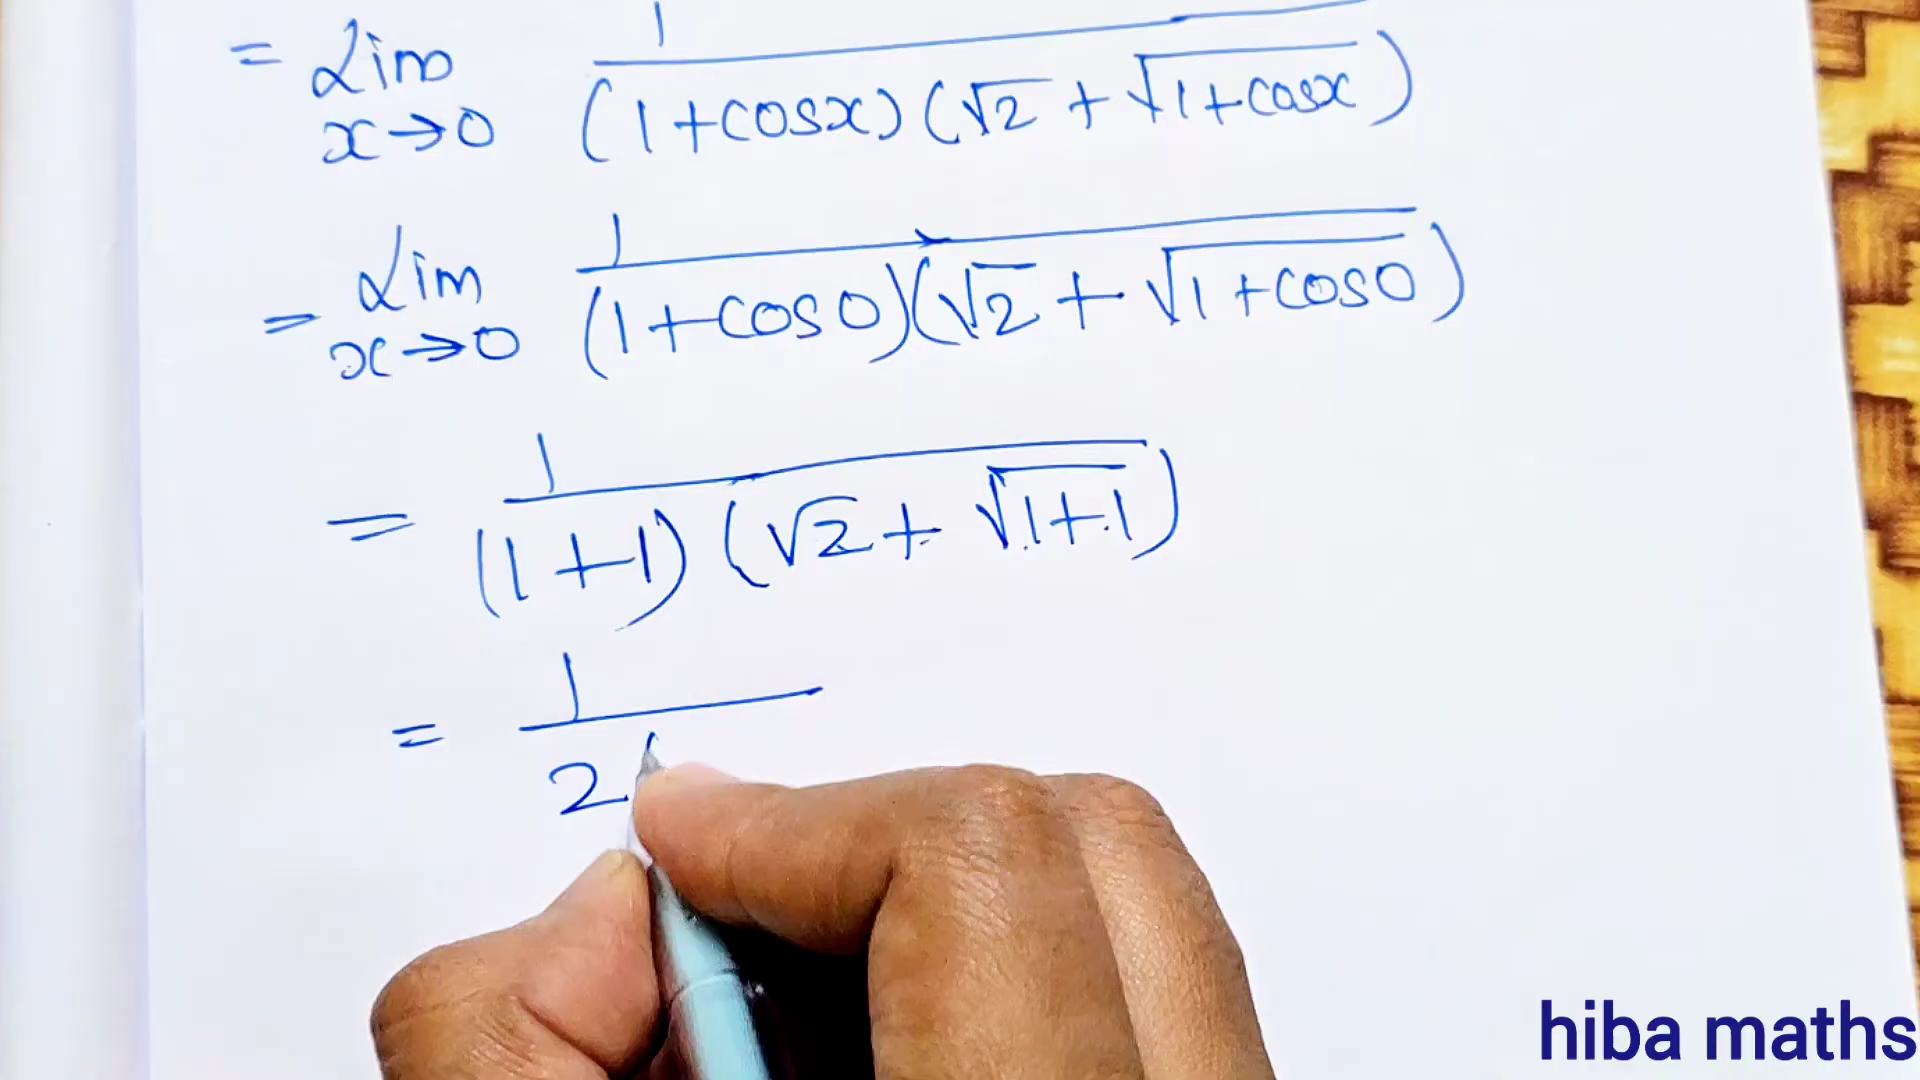 = Lim 1
x→0 (1+cosx)(√2 + √1+cosx)
= Lim 1
x→0 (1+cos0)(√2 + √1+cos0)
= 1
(1+1)(√2+√1+1)
= 1
2(
hiba maths